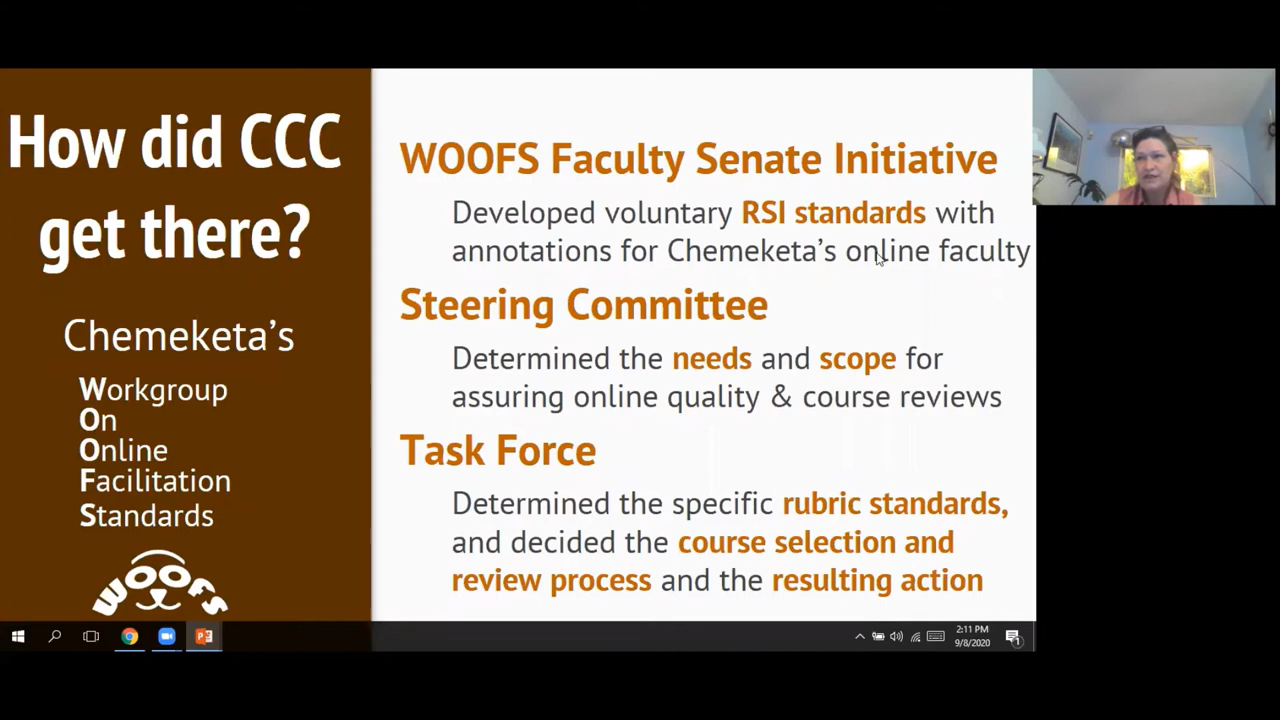 How did CCC
get there?
Chemeketa's
Workgroup
On
Online
Facilitation
Standards
WOOFS
WOOFS Faculty Senate Initiative
Developed voluntary RSI standards with
annotations for Chemeketa's online faculty
Steering Committee
Determined the needs and scope for
assuring online quality & course reviews
Task Force
Determined the specific rubric standards,
and decided the course selection and
review process and the resulting action
2:11 PM
9/8/2020
1